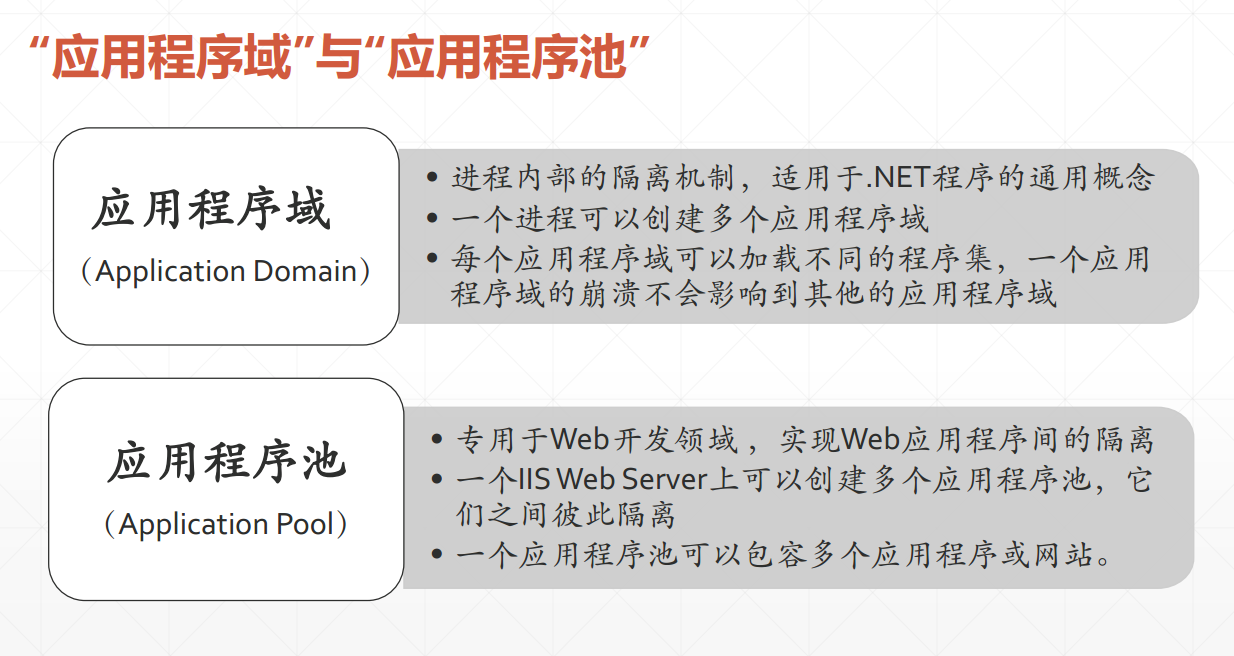 “应用程序域”与“应用程序池”
应用程序域
（Application Domain）
• 进程内部的隔离机制，适用于.NET程序的通用概念
• 一个进程可以创建多个应用程序域
• 每个应用程序域可以加载不同的程序集，一个应用
程序域的崩溃不会影响到其他的应用程序域
应用程序池
（Application Pool）
• 专用于Web开发领域，实现Web应用程序间的隔离
• 一个IIS Web Server上可以创建多个应用程序池，它
们之间彼此隔离
• 一个应用程序池可以包容多个应用程序或网站。